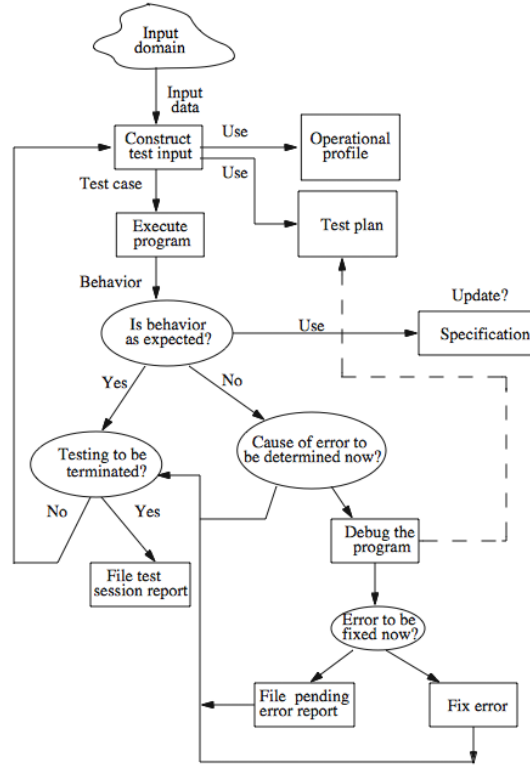 Input
domain
Input
data
Construct
test input
Use
Use
Operational
profile
Test case
Test plan
Execute
program
Behavior
Update?
Is behavior
as expected?
Use
Specification
Yes
No
Testing to be
terminated?
Cause of error to
be determined now?
No
Yes
Debug the
program
File test
session report
Error to be
fixed now?
File pending
error report
Fix error